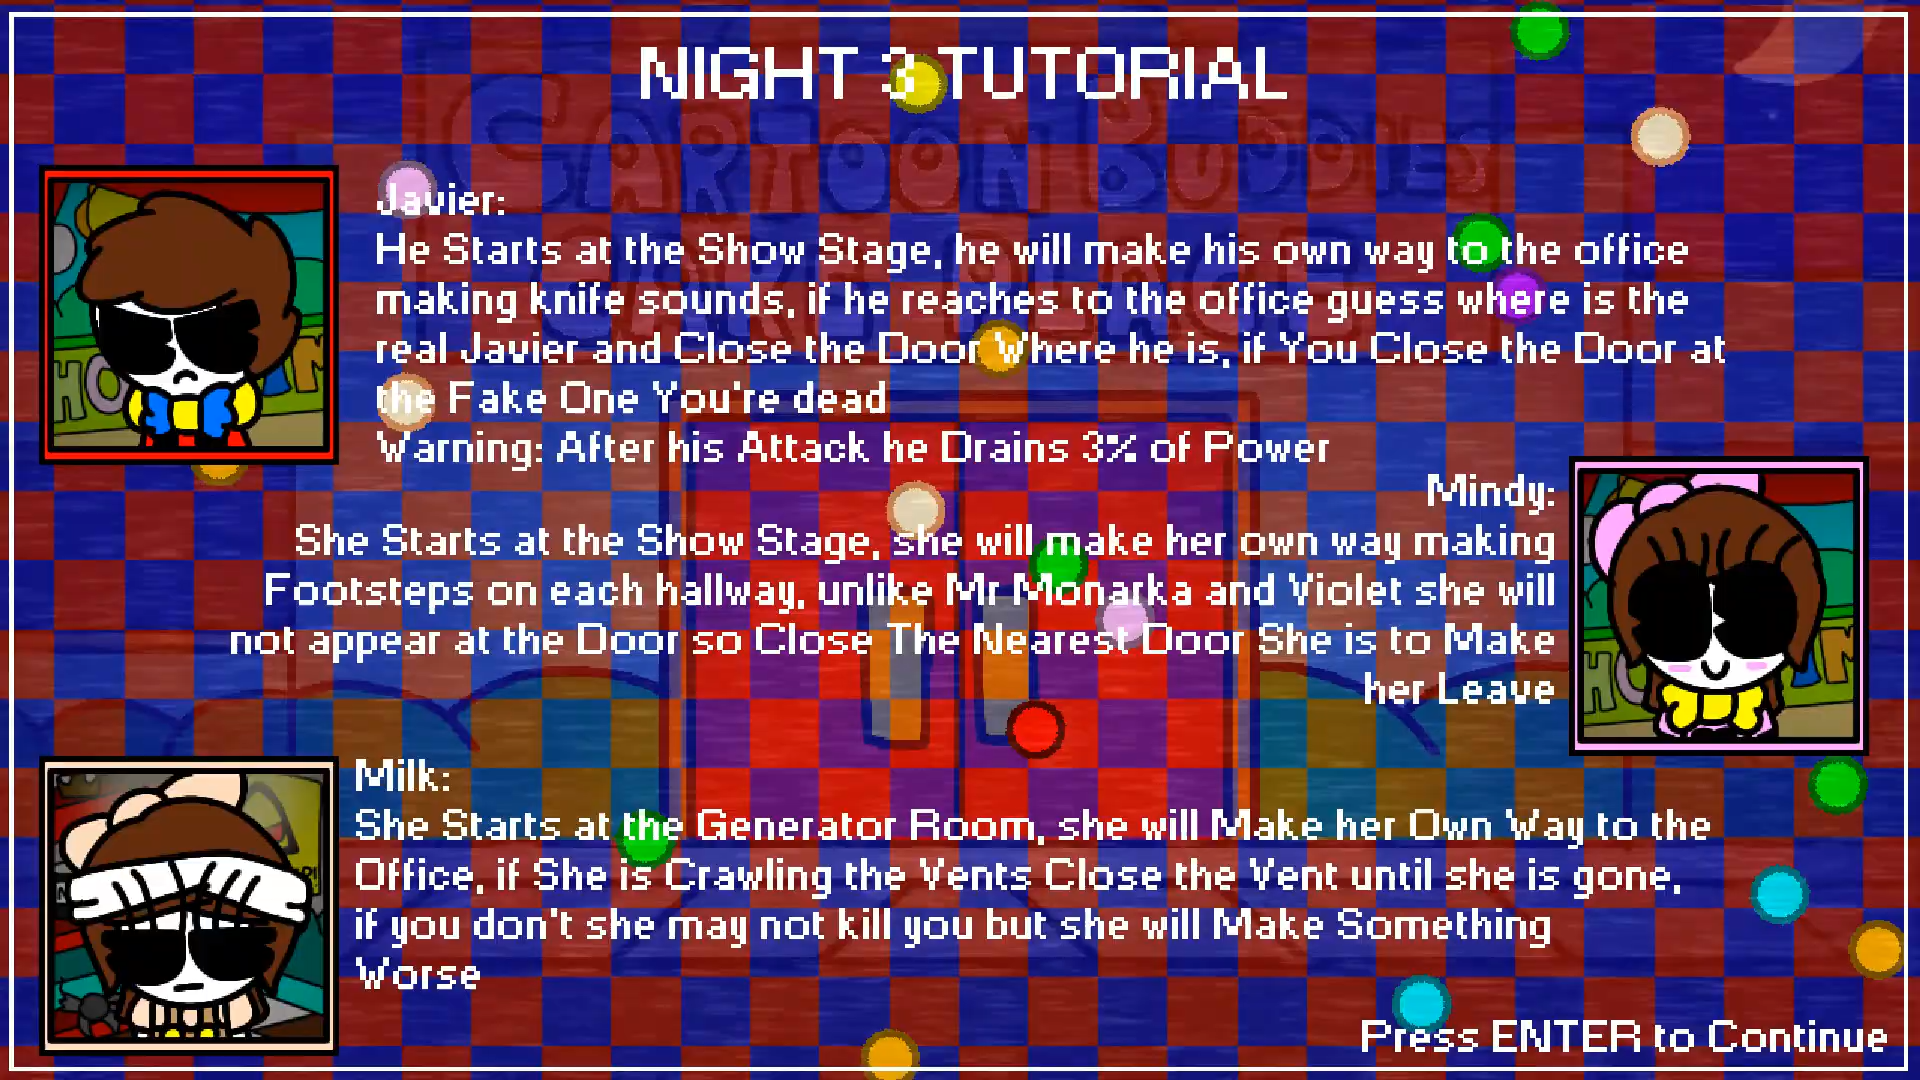 NIGHT 3 TUTORIAL
CARTOON BUDDIES
CAKE PLACE
Javier:
He Starts at the Show Stage, he will make his own way to the office
making knife sounds, if he reaches to the office guess where is the
real Javier and Close the Door Where he is, if You Close the Door at
the Fake One You're dead
Warning: After his Attack he Drains 3% of Power
Mindy:
She Starts at the Show Stage, she will make her own way making
Footsteps on each hallway, unlike Mr Monarka and Violet she will
not appear at the Door so Close The Nearest Door She is to Make
her Leave
Milk:
She Starts at the Generator Room, she will Make her Own Way to the
Office, if She is Crawling the Vents Close the Vent until she is gone,
if you don't she may not kill you but she will Make Something
Worse
Press ENTER to Continue